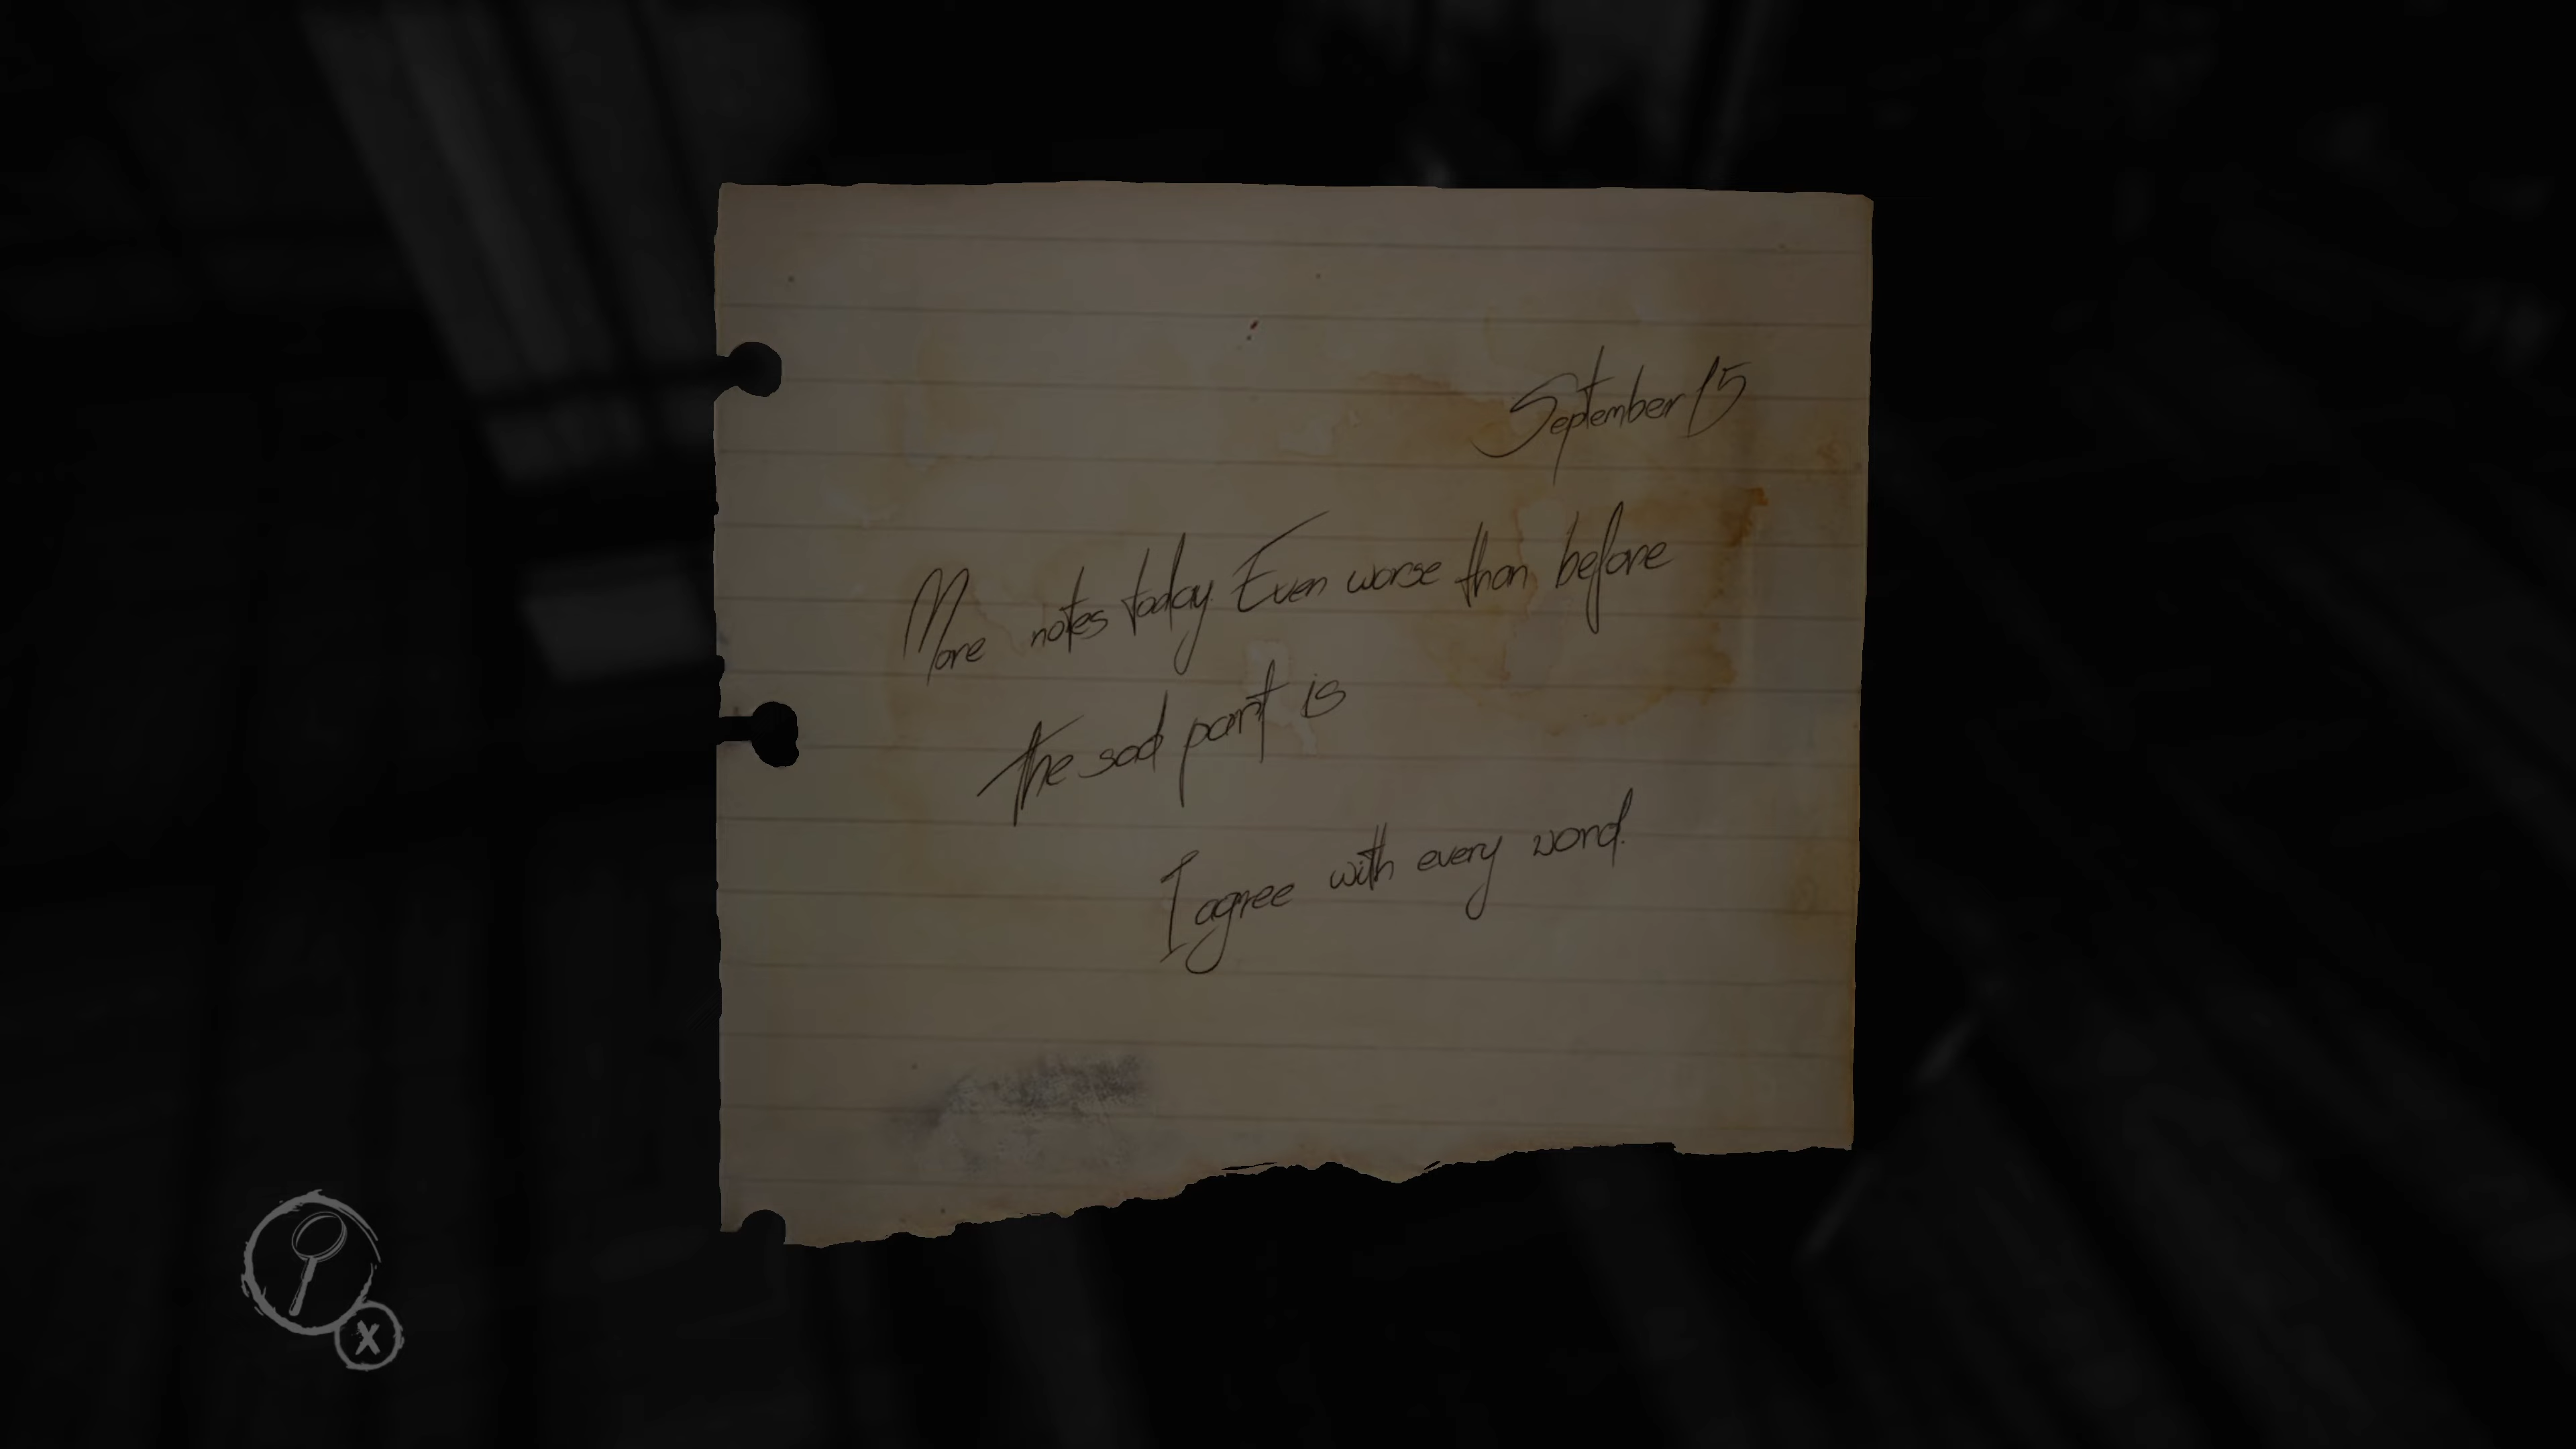 September 15
More notes today. Even worse than before
the sad part is
I agree with every word.
X